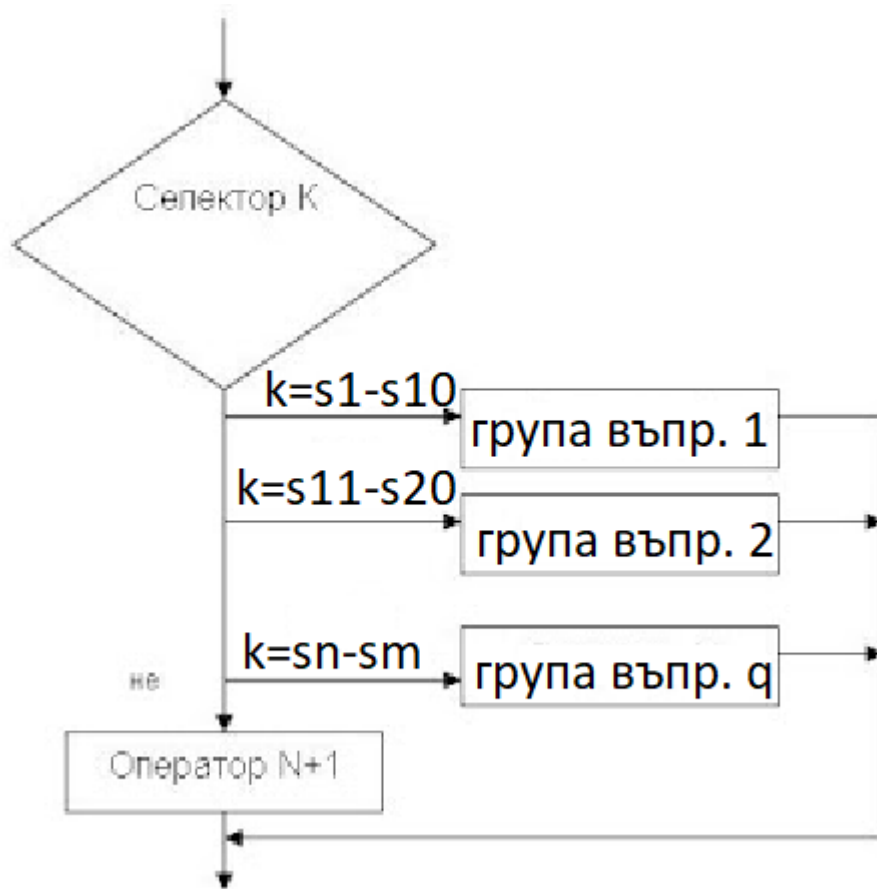 Селектор К
k=s1-s10
група въпр. 1
k=s11-s20
група въпр. 2
k=sn-sm
група въпр. q
не
Оператор N+1